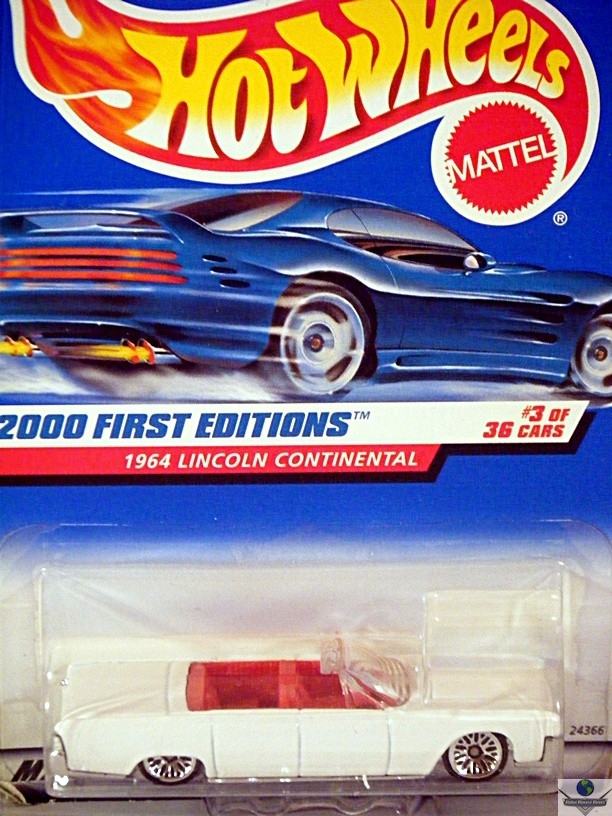 Hot Wheels
MATTEL
®
2000 FIRST EDITIONS™
#3 OF
36 CARS
1964 LINCOLN CONTINENTAL
24366